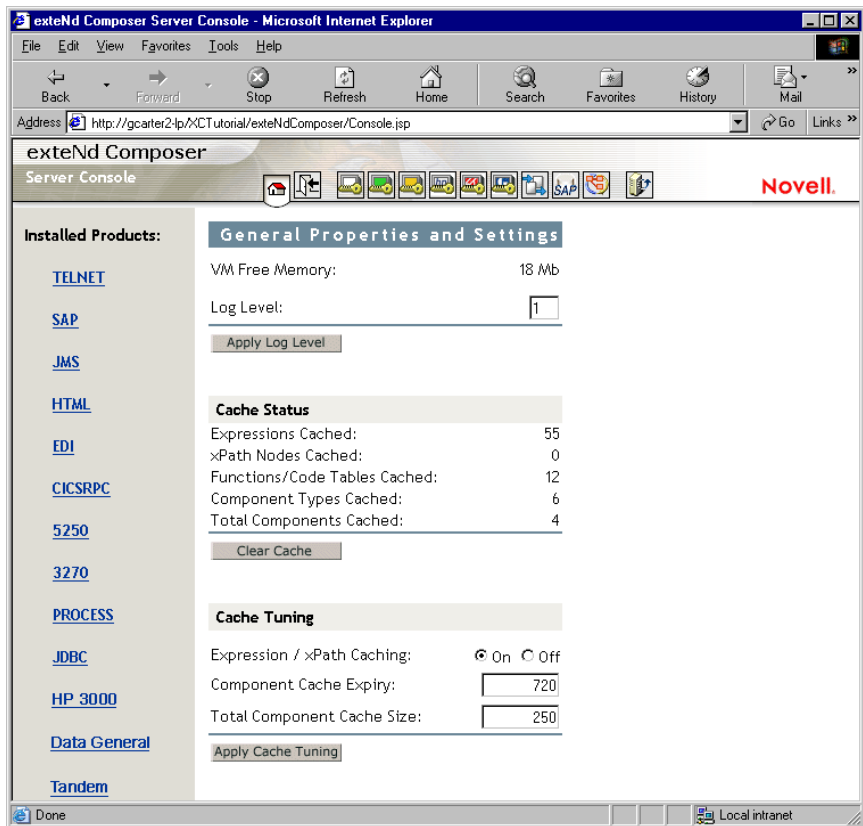 exteNd Composer Server Console - Microsoft Internet Explorer
File Edit View Favorites Tools Help
Back Forward Stop Refresh Home Search Favorites History Mail »
Address http://gcarter2-lp/XCTutorial/exteNdComposer/Console.jsp Go Links »
exteNd Composer
Server Console
hp SAP
Novell.
Installed Products:
TELNET
SAP
JMS
HTML
EDI
CICSRPC
5250
3270
PROCESS
JDBC
HP 3000
Data General
Tandem
General Properties and Settings
VM Free Memory: 18 Mb
Log Level: 1
Apply Log Level
Cache Status
Expressions Cached: 55
xPath Nodes Cached: 0
Functions/Code Tables Cached: 12
Component Types Cached: 6
Total Components Cached: 4
Clear Cache
Cache Tuning
Expression / xPath Caching: On Off
Component Cache Expiry: 720
Total Component Cache Size: 250
Apply Cache Tuning
Done Local intranet